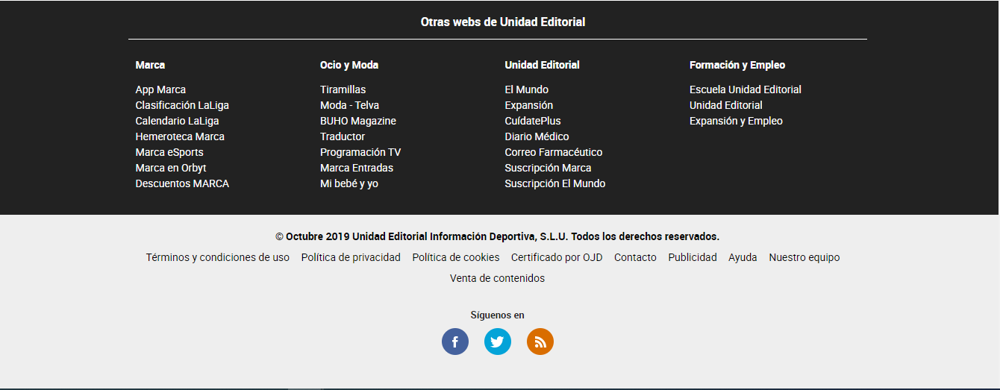 Otras webs de Unidad Editorial
Marca
App Marca
Clasificación LaLiga
Calendario LaLiga
Hemeroteca Marca
Marca eSports
Marca en Orbyt
Descuentos MARCA
Ocio y Moda
Tiramillas
Moda - Telva
BUHO Magazine
Traductor
Programación TV
Marca Entradas
Mi bebé y yo
Unidad Editorial
El Mundo
Expansión
CuídatePlus
Diario Médico
Correo Farmacéutico
Suscripción Marca
Suscripción El Mundo
Formación y Empleo
Escuela Unidad Editorial
Unidad Editorial
Expansión y Empleo
© Octubre 2019 Unidad Editorial Información Deportiva, S.L.U. Todos los derechos reservados.
Términos y condiciones de uso Política de privacidad Política de cookies Certificado por OJD Contacto Publicidad Ayuda Nuestro equipo
Venta de contenidos
Síguenos en